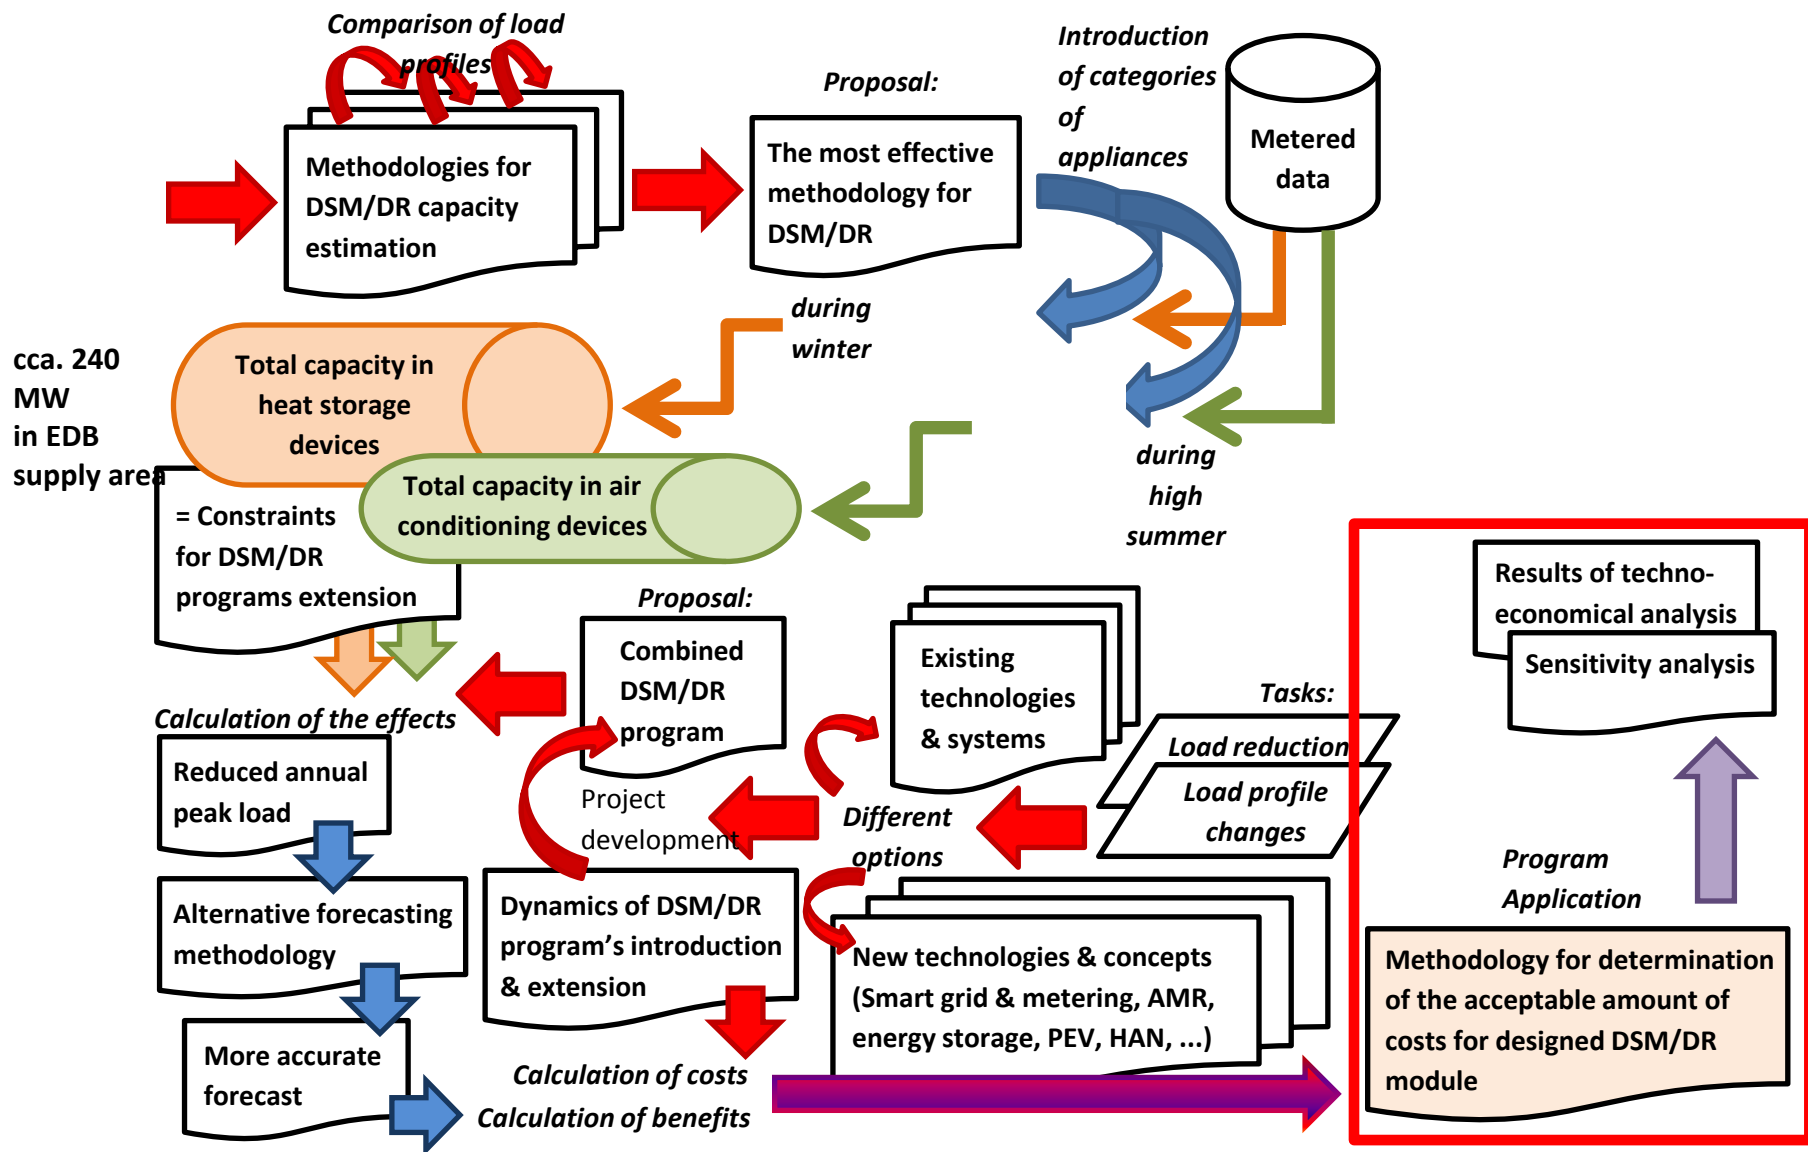 Comparison of load
profiles
Methodologies for
DSM/DR capacity
estimation
Proposal:
The most effective
methodology for
DSM/DR
Introduction
of categories
of
appliances
Metered
data
during
winter
cca. 240
MW
in EDB
supply area
Total capacity in
heat storage
devices
Total capacity in air
conditioning devices
during
high
summer
= Constraints
for DSM/DR
programs extension
Calculation of the effects
Reduced annual
peak load
Alternative forecasting
methodology
More accurate
forecast
Proposal:
Combined
DSM/DR
program
Project
development
Dynamics of DSM/DR
program’s introduction
& extension
Calculation of costs
Calculation of benefits
Existing
technologies
& systems
Different
options
Tasks:
Load reduction
Load profile
changes
New technologies & concepts
(Smart grid & metering, AMR,
energy storage, PEV, HAN, ...)
Results of techno-
economical analysis
Sensitivity analysis
Program
Application
Methodology for determination
of the acceptable amount of
costs for designed DSM/DR
module